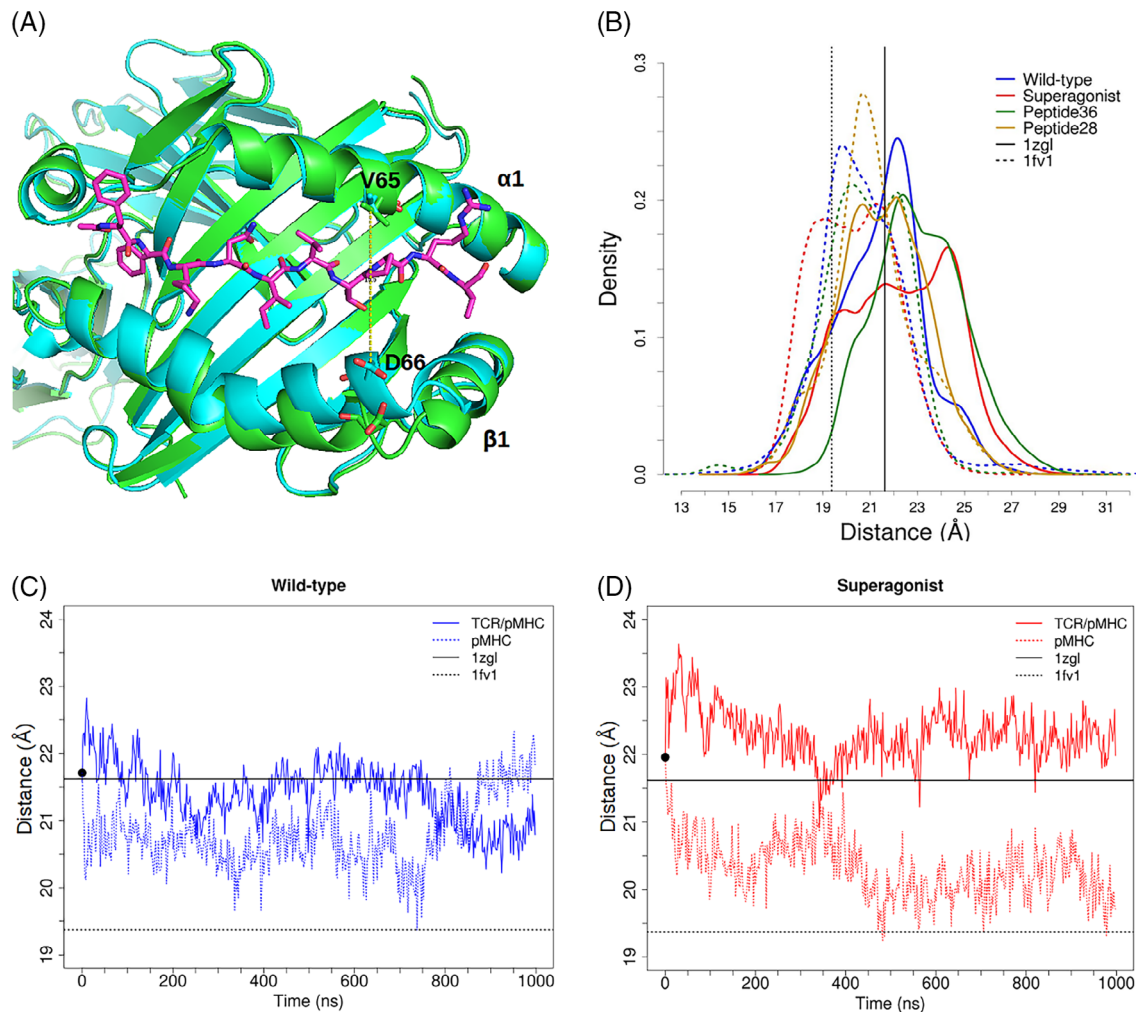 (A)
V65
α1
D66
β1
(B)
Density
0.3
0.2
0.1
0.0
Wild-type
Superagonist
Peptide36
Peptide28
1zgl
1fv1
13 15 17 19 21 23 25 27 29 31
Distance (Å)
(C)
Wild-type
Distance (Å)
24
23
22
21
20
19
TCR/pMHC
pMHC
1zgl
1fv1
0 200 400 600 800 1000
Time (ns)
(D)
Superagonist
Distance (Å)
24
23
22
21
20
19
TCR/pMHC
pMHC
1zgl
1fv1
0 200 400 600 800 1000
Time (ns)